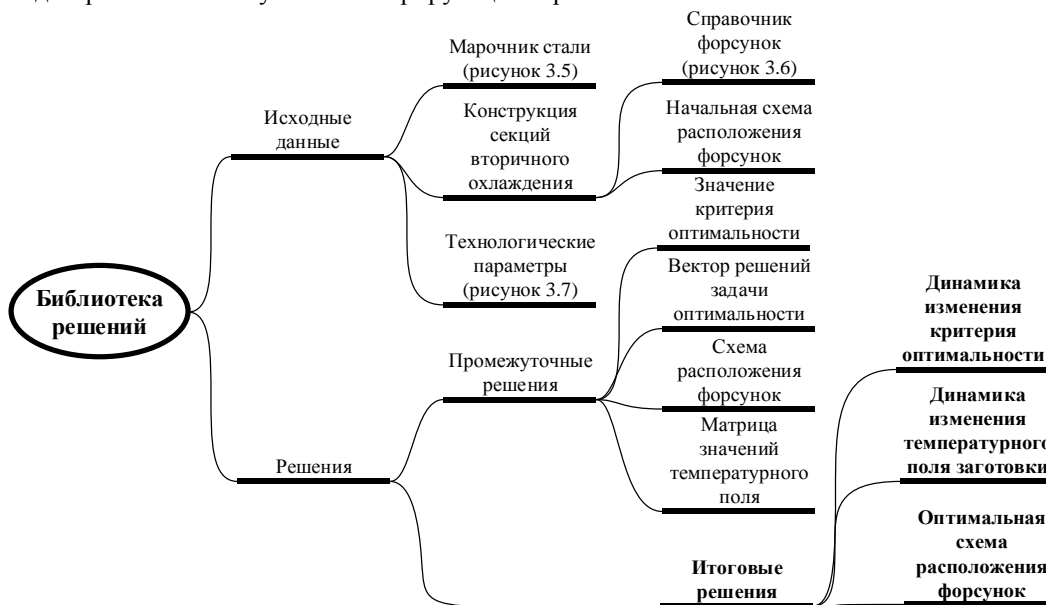 Справочник
форсунок
(рисунок 3.6)
Марочник стали
(рисунок 3.5)
Исходные
данные
Конструкция
секций
вторичного
охлаждения
Начальная схема
расположения
форсунок
Значение
критерия
оптимальности
Технологические
параметры
(рисунок 3.7)
Вектор решений
задачи
оптимальности
Библиотека
решений
Динамика
изменения
критерия
оптимальности
Промежуточные
решения
Схема
расположения
форсунок
Динамика
изменения
температурного
поля заготовки
Матрица
значений
температурного
поля
Решения
Оптимальная
схема
расположения
форсунок
Итоговые
решения